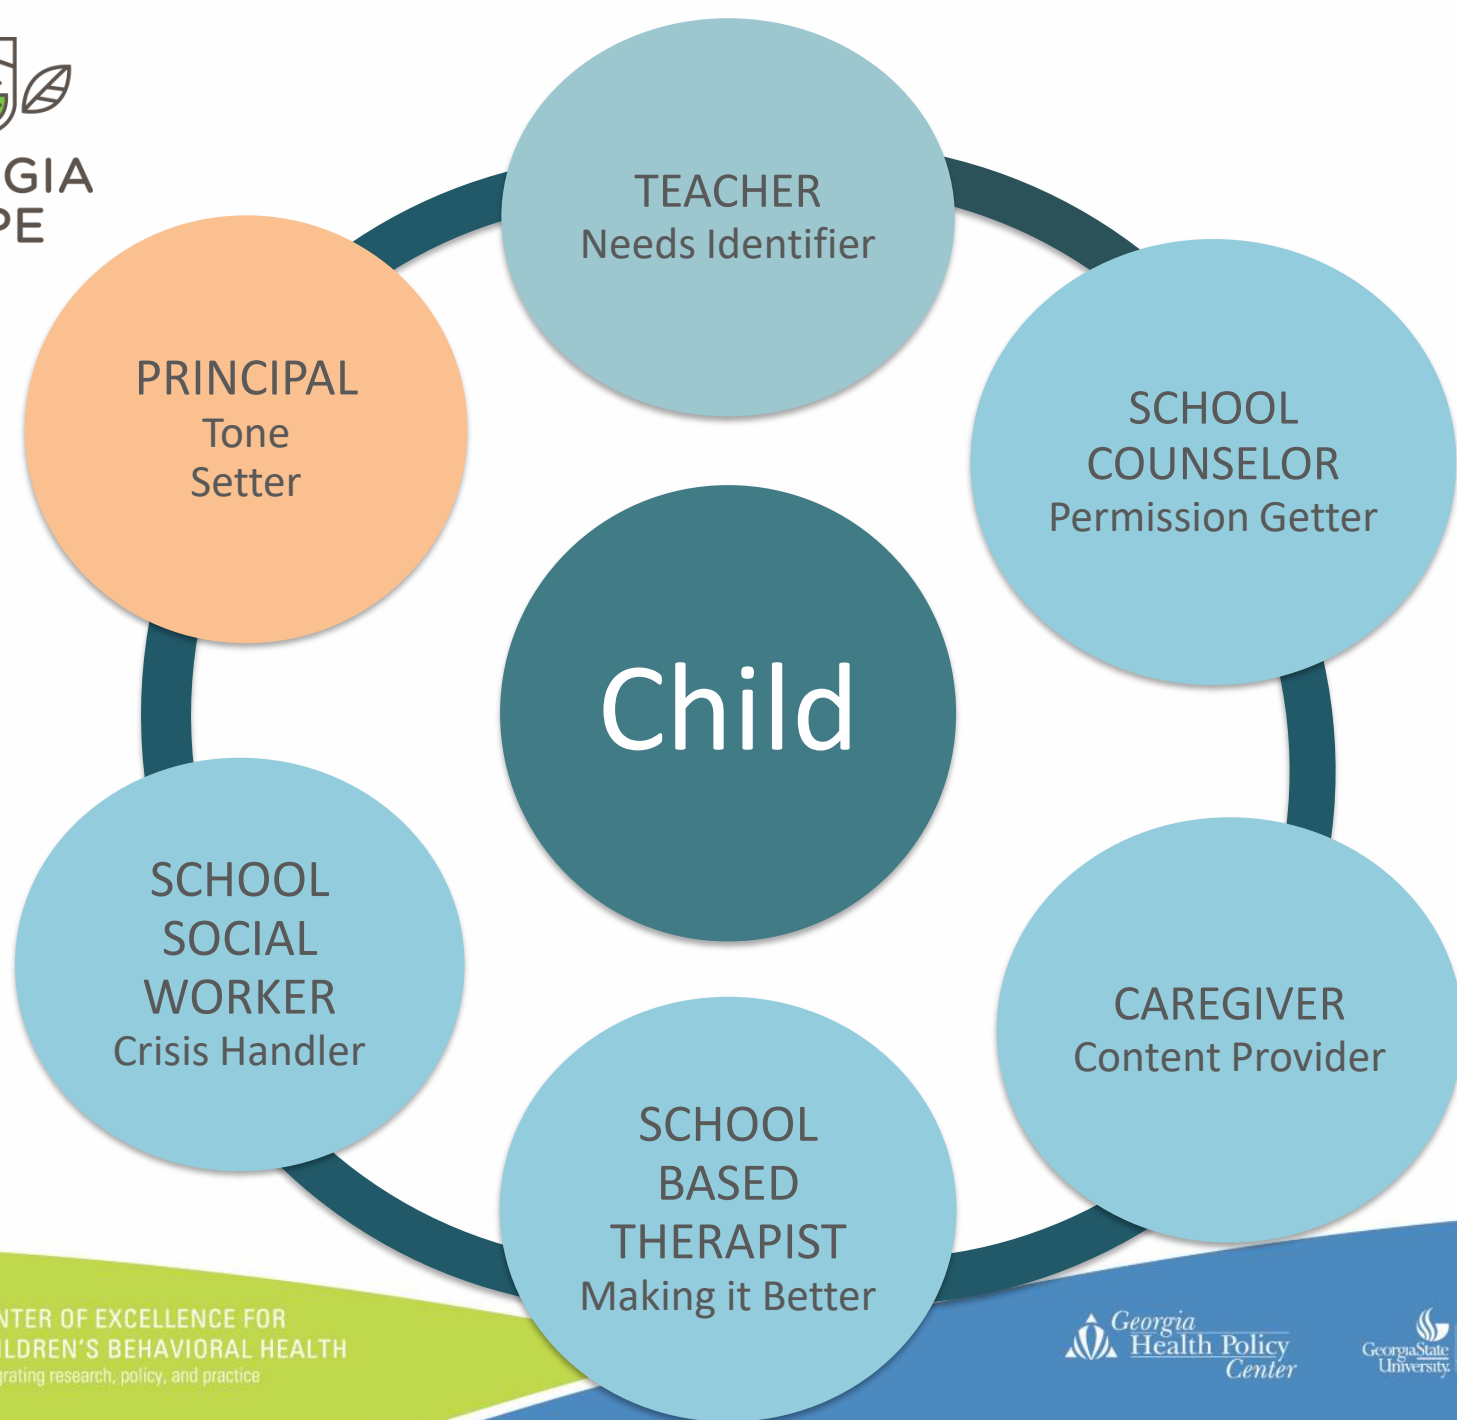 GIA
PE
TEACHER
Needs Identifier
PRINCIPAL
Tone
Setter
SCHOOL
COUNSELOR
Permission Getter
Child
SCHOOL
SOCIAL
WORKER
Crisis Handler
CAREGIVER
Content Provider
SCHOOL
BASED
THERAPIST
Making it Better
NTER OF EXCELLENCE FOR
ILDREN'S BEHAVIORAL HEALTH
grating research, policy, and practice
Georgia
Health Policy
Center
GeorgiaState
University